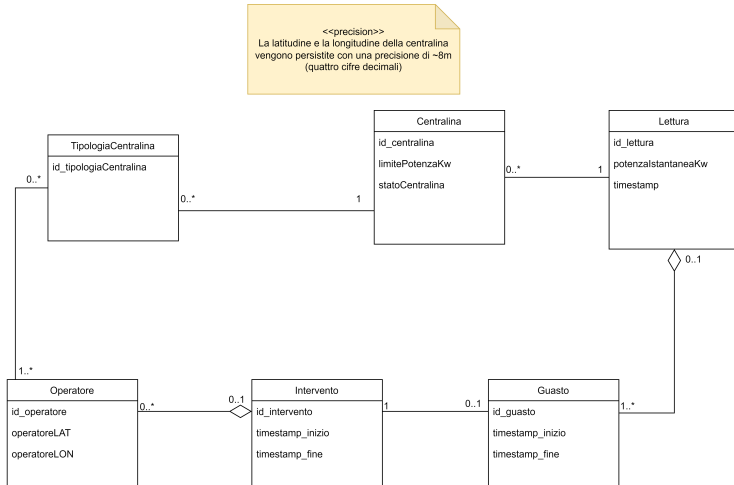 <<precision>>
La latitudine e la longitudine della centralina
vengono persistite con una precisione di ~8m
(quattro cifre decimali)
TipologiaCentralina
id_tipologiaCentralina
Centralina
id_centralina
limitePotenzaKw
statoCentralina
Lettura
id_lettura
potenzaIstantaneaKw
timestamp
0..*
0..*
1
0..*
1
0..1
1..*
Operatore
id_operatore
operatoreLAT
operatoreLON
0..*
0..1
Intervento
id_intervento
timestamp_inizio
timestamp_fine
1
0..1
Guasto
id_guasto
timestamp_inizio
timestamp_fine
1..*